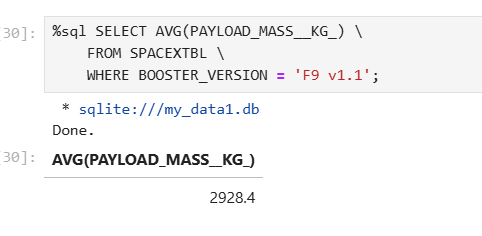 30]: %sql SELECT AVG(PAYLOAD_MASS__KG_) \
FROM SPACEXTBL \
WHERE BOOSTER_VERSION = 'F9 v1.1';
* sqlite:///my_data1.db
Done.
30]: AVG(PAYLOAD_MASS__KG_)
2928.4